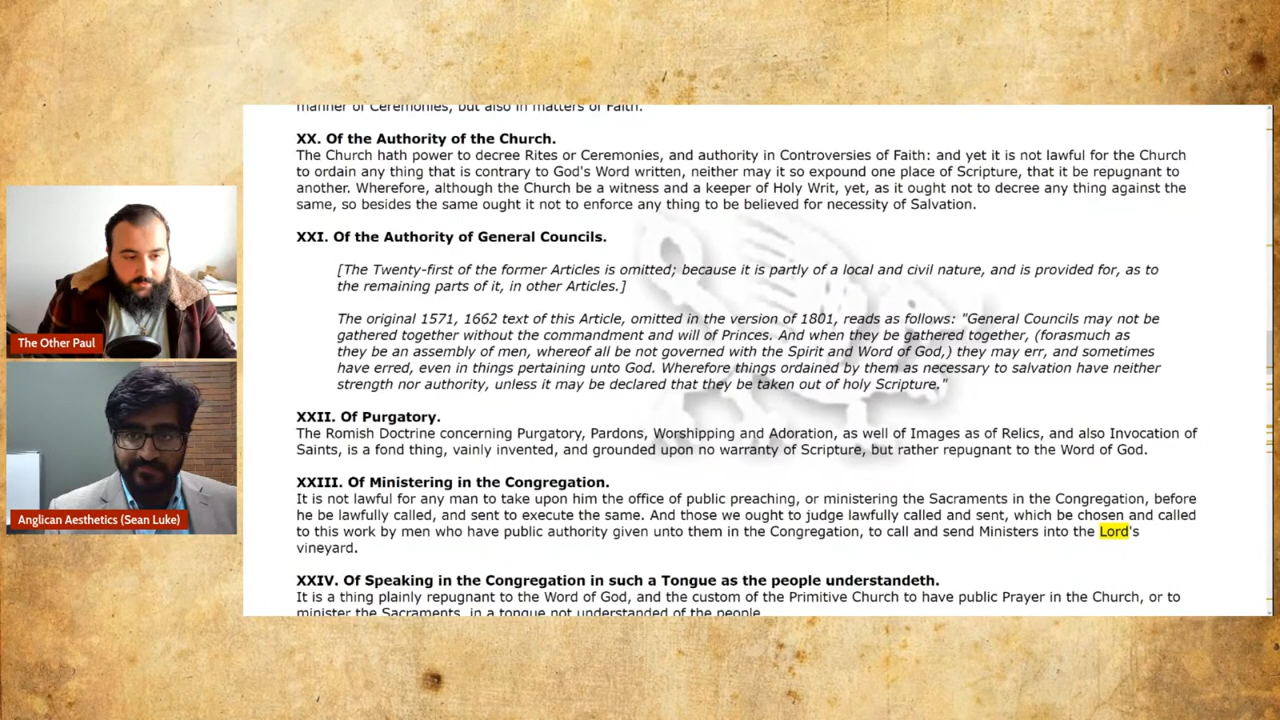 manner of Ceremonies, but also in matters of Faith.
XX. Of the Authority of the Church.
The Church hath power to decree Rites or Ceremonies, and authority in Controversies of Faith: and yet it is not lawful for the Church
to ordain any thing that is contrary to God's Word written, neither may it so expound one place of Scripture, that it be repugnant to
another. Wherefore, although the Church be a witness and a keeper of Holy Writ, yet, as it ought not to decree any thing against the
same, so besides the same ought it not to enforce any thing to be believed for necessity of Salvation.
XXI. Of the Authority of General Councils.
[The Twenty-first of the former Articles is omitted; because it is partly of a local and civil nature, and is provided for, as to
the remaining parts of it, in other Articles.]
The original 1571, 1662 text of this Article, omitted in the version of 1801, reads as follows: "General Councils may not be
gathered together without the commandment and will of Princes. And when they be gathered together, (forasmuch as
they be an assembly of men, whereof all be not governed with the Spirit and Word of God,) they may err, and sometimes
have erred, even in things pertaining unto God. Wherefore things ordained by them as necessary to salvation have neither
strength nor authority, unless it may be declared that they be taken out of holy Scripture."
XXII. Of Purgatory.
The Romish Doctrine concerning Purgatory, Pardons, Worshipping and Adoration, as well of Images as of Relics, and also Invocation of
Saints, is a fond thing, vainly invented, and grounded upon no warranty of Scripture, but rather repugnant to the Word of God.
XXIII. Of Ministering in the Congregation.
It is not lawful for any man to take upon him the office of public preaching, or ministering the Sacraments in the Congregation, before
he be lawfully called, and sent to execute the same. And those we ought to judge lawfully called and sent, which be chosen and called
to this work by men who have public authority given unto them in the Congregation, to call and send Ministers into the Lord's
vineyard.
XXIV. Of Speaking in the Congregation in such a Tongue as the people understandeth.
It is a thing plainly repugnant to the Word of God, and the custom of the Primitive Church to have public Prayer in the Church, or to
minister the Sacraments, in a tongue not understanded of the people.
The Other Paul
Anglican Aesthetics (Sean Luke)